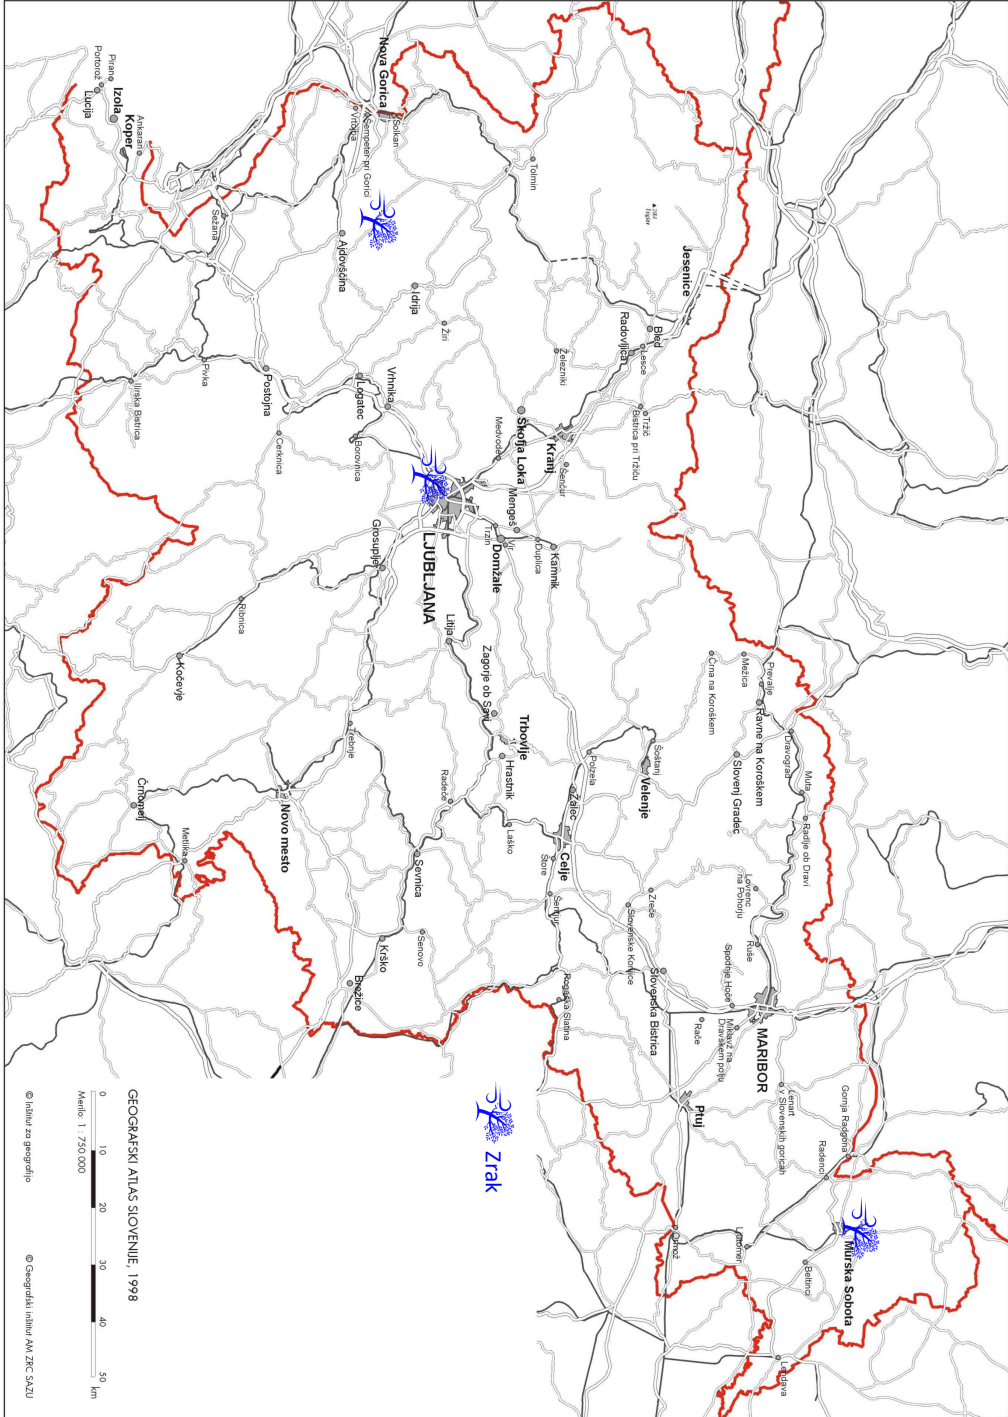 Murska Sobota
Gornja Radgona
Radenci
Beltinci
Lendava
Ljutomer
Muta
Radlje ob Dravi
Dravograd
Prevalje
Ravne na Koroškem
Mežica
Črna na Koroškem
Slovenj Gradec
Lovrenc
na Pohorju
Ruše
MARIBOR
Spodnje Hoče
Miklavž na
Dravskem polju
Rače
Lenart
v Slovenskih goricah
Ptuj
Ormož
Jesenice
2864
Triglav
Bled
Lesce
Radovljica
Tržič
Bistrica pri Tržiču
Šoštanj
Velenje
Zreče
Slovenske Konjice
Slovenska Bistrica
Tolmin
Železniki
Kranj
Šenčur
Škofja Loka
Medvode
Mengeš
Kamnik
Duplica
Vir
Domžale
Trzin
Polzela
Žalec
Celje
Štore
Šentjur
Rogaška Slatina
Laško
Trbovlje
Hrastnik
Zagorje ob Savi
Litija
Radeče
Zrak
Nova Gorica
Solkan
Šempeter pri Gorici
Vrtojba
Ajdovščina
Idrija
Žiri
Vrhnika
Logatec
Borovnica
LJUBLJANA
Grosuplje
Trebnje
Sevnica
Senovo
Krško
Brežice
Sežana
Postojna
Pivka
Cerknica
Ribnica
Kočevje
Novo mesto
Metlika
Črnomelj
Ilirska Bistrica
Ankaran
Koper
Izola
Piran
Portorož
Lucija
GEOGRAFSKI ATLAS SLOVENIJE, 1998
0 10 20 30 40 50 km
Merilo 1 : 750.000
© Inštitut za geografijo © Geografski inštitut AM ZRC SAZU